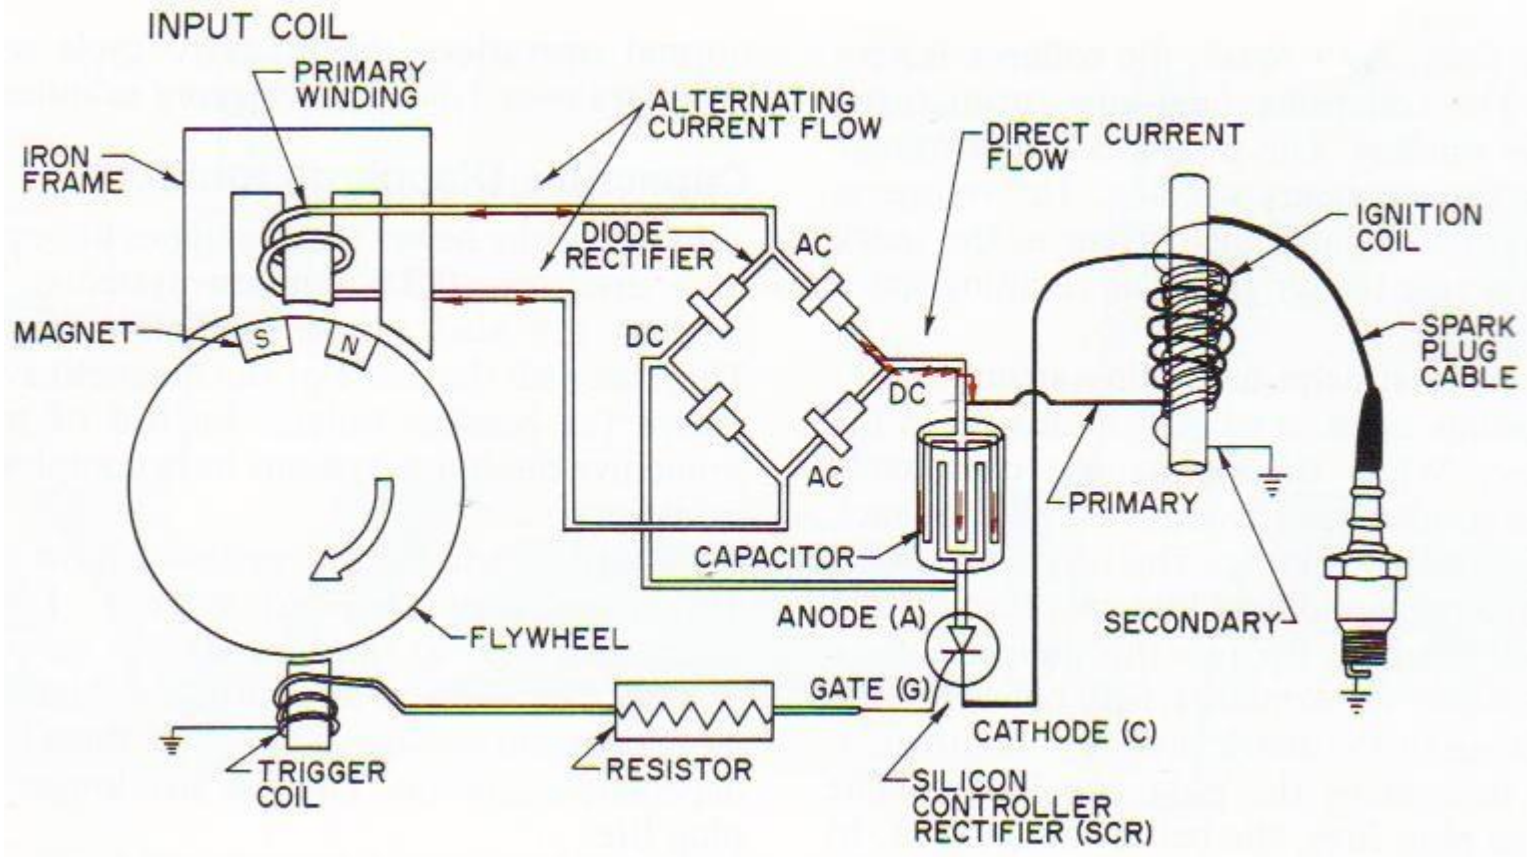 INPUT COIL
PRIMARY
WINDING
ALTERNATING
CURRENT FLOW
DIRECT CURRENT
FLOW
IRON
FRAME
IGNITION
COIL
DIODE
RECTIFIER
AC
MAGNET
S
N
DC
SPARK
PLUG
CABLE
DC
AC
PRIMARY
CAPACITOR
SECONDARY
ANODE (A)
FLYWHEEL
GATE (G)
CATHODE (C)
TRIGGER
COIL
RESISTOR
SILICON
CONTROLLER
RECTIFIER (SCR)